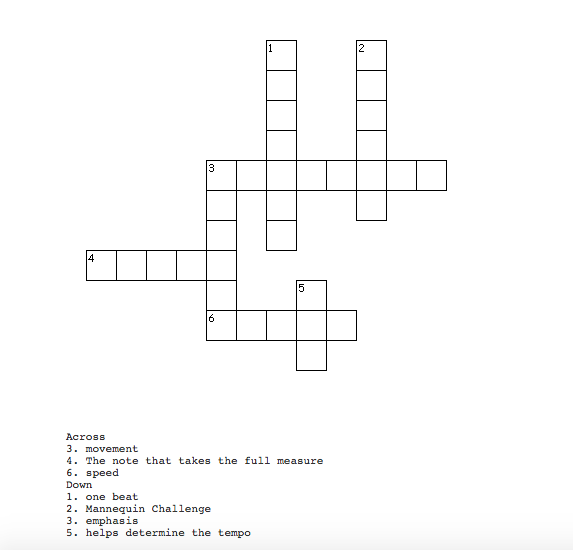 1
2
3
4
5
6
Across
3. movement
4. The note that takes the full measure
6. speed
Down
1. one beat
2. Mannequin Challenge
3. emphasis
5. helps determine the tempo